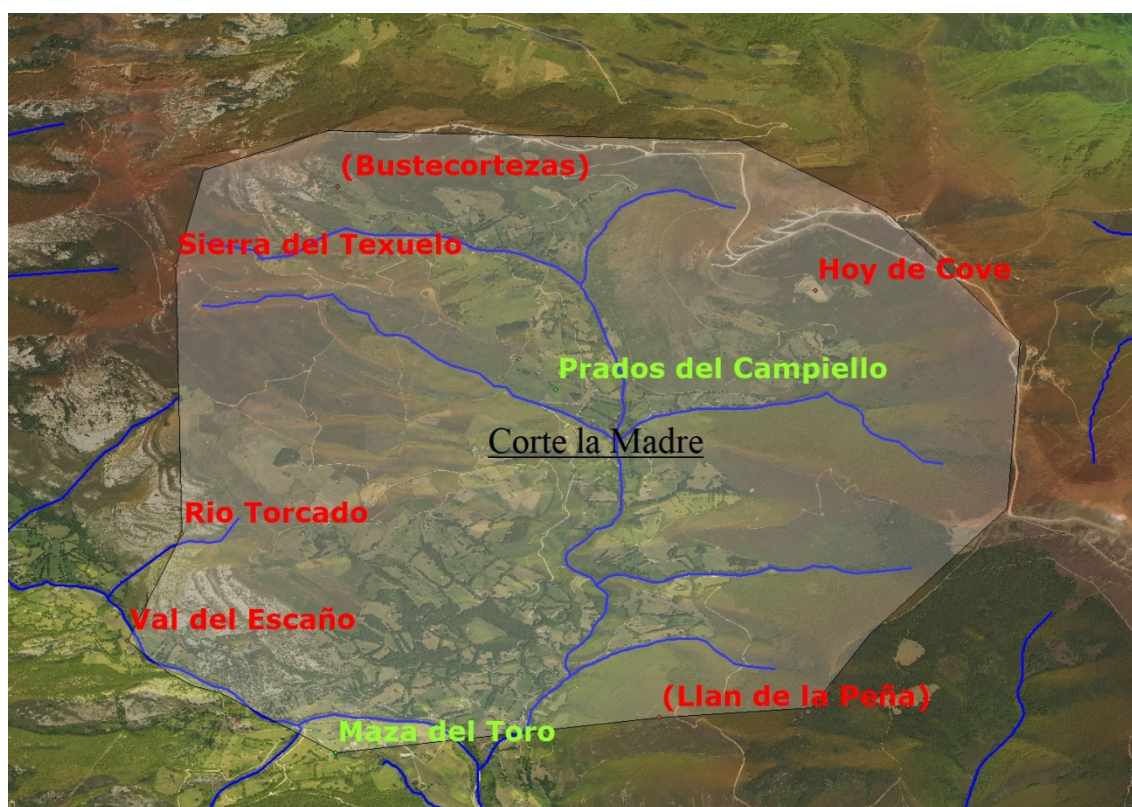 (Bustecortezas)
Sierra del Texuelo
Hoy de Cove
Prados del Campiello
Corte la Madre
Rio Torcado
Val del Escaño
(Llan de la Peña)
Maza del Toro